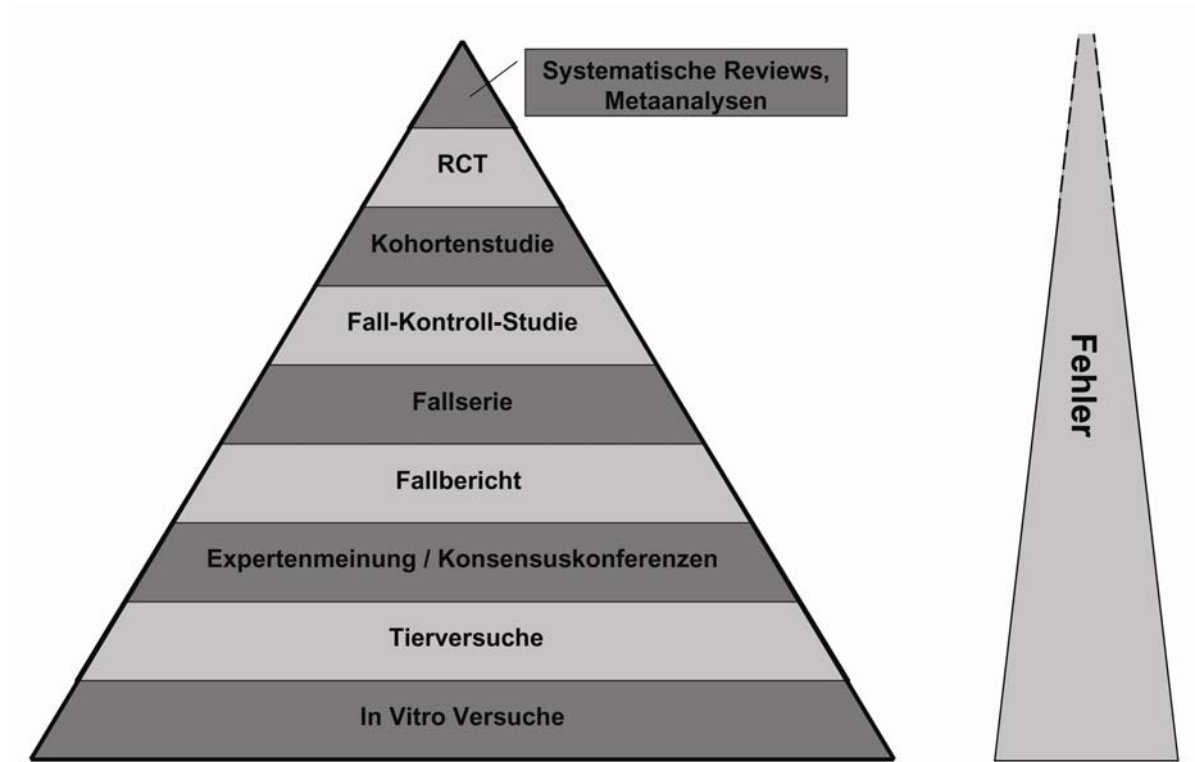 Systematische Reviews,
Metaanalysen
RCT
Kohortenstudie
Fall-Kontroll-Studie
Fallserie
Fallbericht
Expertenmeinung / Konsensuskonferenzen
Tierversuche
In Vitro Versuche
Fehler